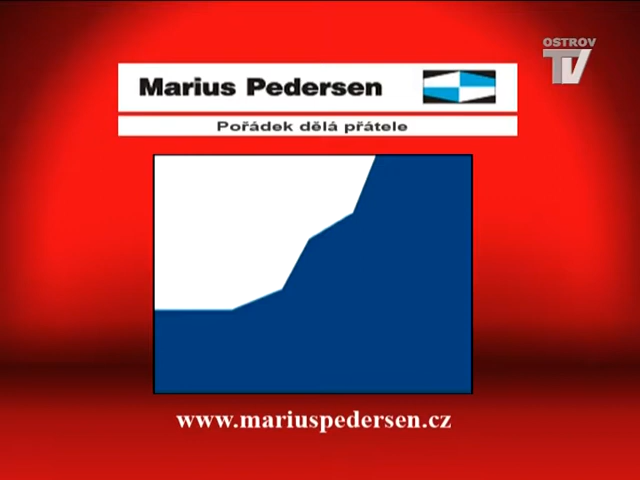 OSTROV
TV
Marius Pedersen
Pořádek dělá přátele
www.mariuspedersen.cz